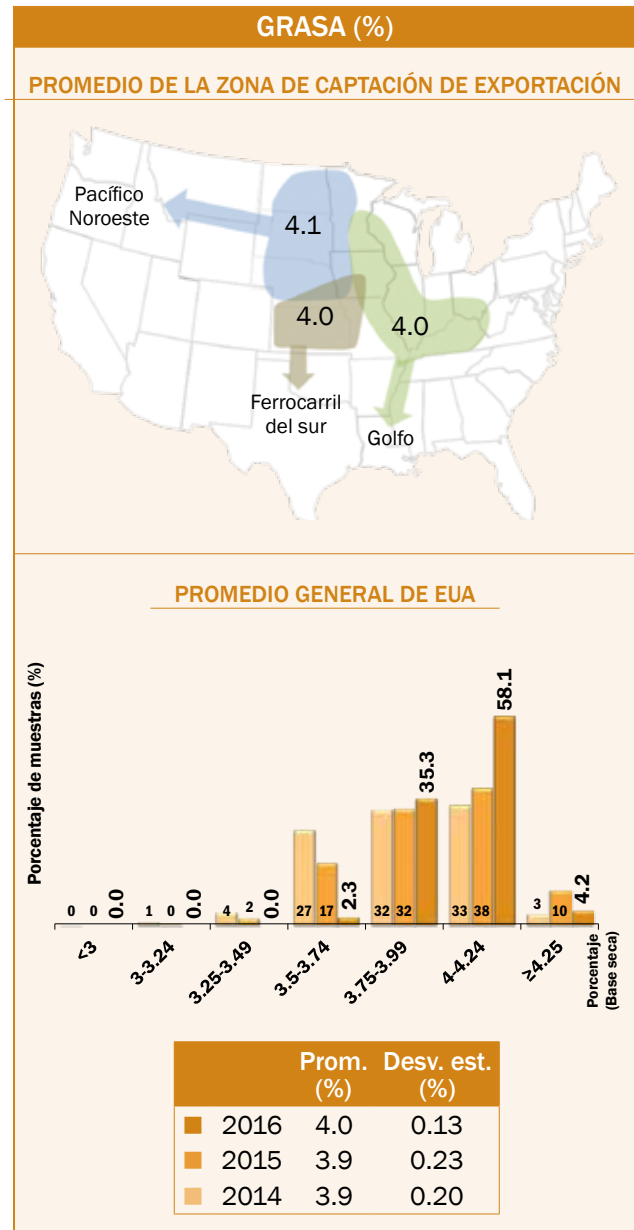 GRASA (%)
PROMEDIO DE LA ZONA DE CAPTACIÓN DE EXPORTACIÓN
Pacífico
Noroeste
4.1
4.0
4.0
Ferrocarril
del sur
Golfo
PROMEDIO GENERAL DE EUA
Porcentaje de muestras (%)
0 0 0.0
1 0 0.0
4 2 0.0
27 17 2.3
32 32 35.3
33 38 58.1
3 10 4.2
<3
3-3.24
3.25-3.49
3.5-3.74
3.75-3.99
4-4.24
≥4.25
Porcentaje
(Base seca)
Prom. Desv. est.
(%) (%)
2016 4.0 0.13
2015 3.9 0.23
2014 3.9 0.20